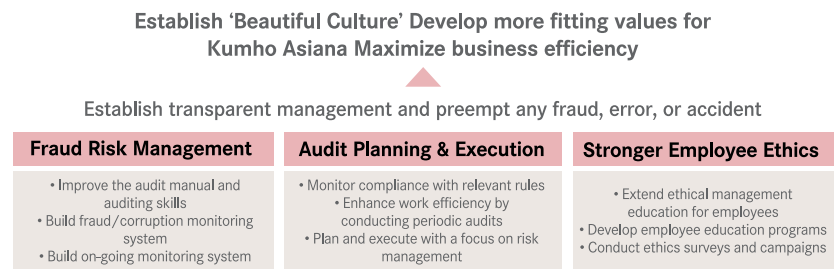 Establish ‘Beautiful Culture’ Develop more fitting values for
Kumho Asiana Maximize business efficiency
Establish transparent management and preempt any fraud, error, or accident
Fraud Risk Management
• Improve the audit manual and
auditing skills
• Build fraud/corruption monitoring
system
• Build on-going monitoring system
Audit Planning & Execution
• Monitor compliance with relevant rules
• Enhance work efficiency by
conducting periodic audits
• Plan and execute with a focus on risk
management
Stronger Employee Ethics
• Extend ethical management
education for employees
• Develop employee education programs
• Conduct ethics surveys and campaigns